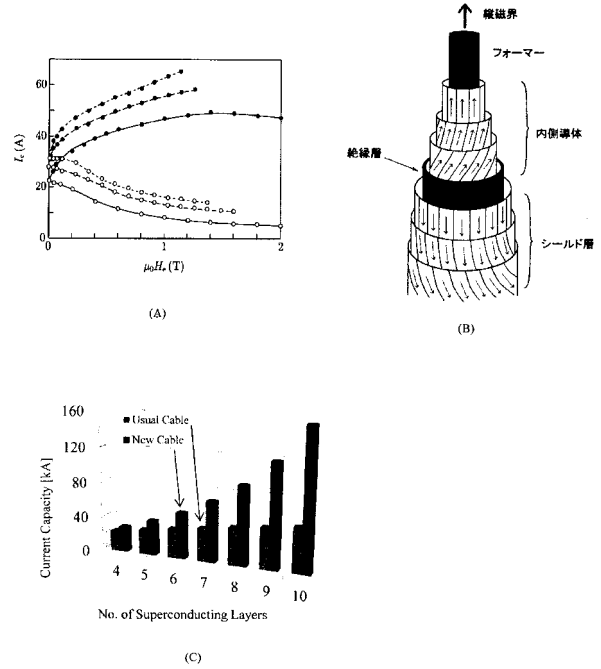 60
40
20
0
I_c (A)
0
1
2
μ₀H_e (T)
(A)
縦磁界
フォーマー
内側導体
絶縁層
シールド層
(B)
160
120
80
40
0
Current Capacity [kA]
Usual Cable
New Cable
4
5
6
7
8
9
10
No. of Superconducting Layers
(C)